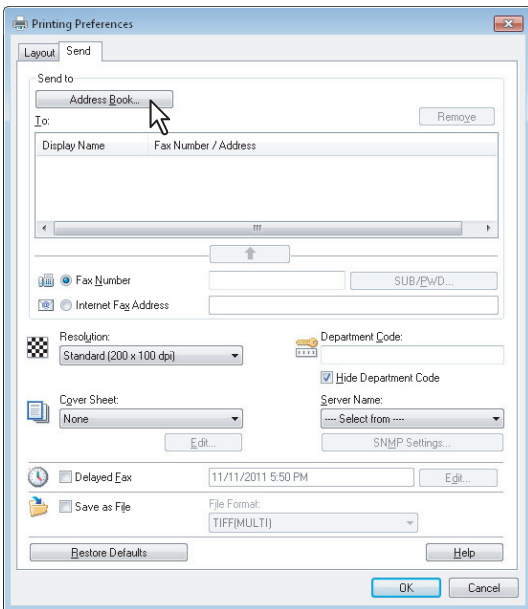 Printing Preferences
Layout Send
Send to
Address Book...
To:
Remove
Display Name Fax Number / Address
Fax Number SUB/PWD...
Internet Fax Address
Resolution: Department Code:
Standard (200 x 100 dpi)
Hide Department Code
Cover Sheet: Server Name:
None ---- Select from ----
Edit... SNMP Settings...
Delayed Fax 11/11/2011 5:50 PM Edit...
Save as File File Format:
TIFF(MULTI)
Restore Defaults Help
OK Cancel